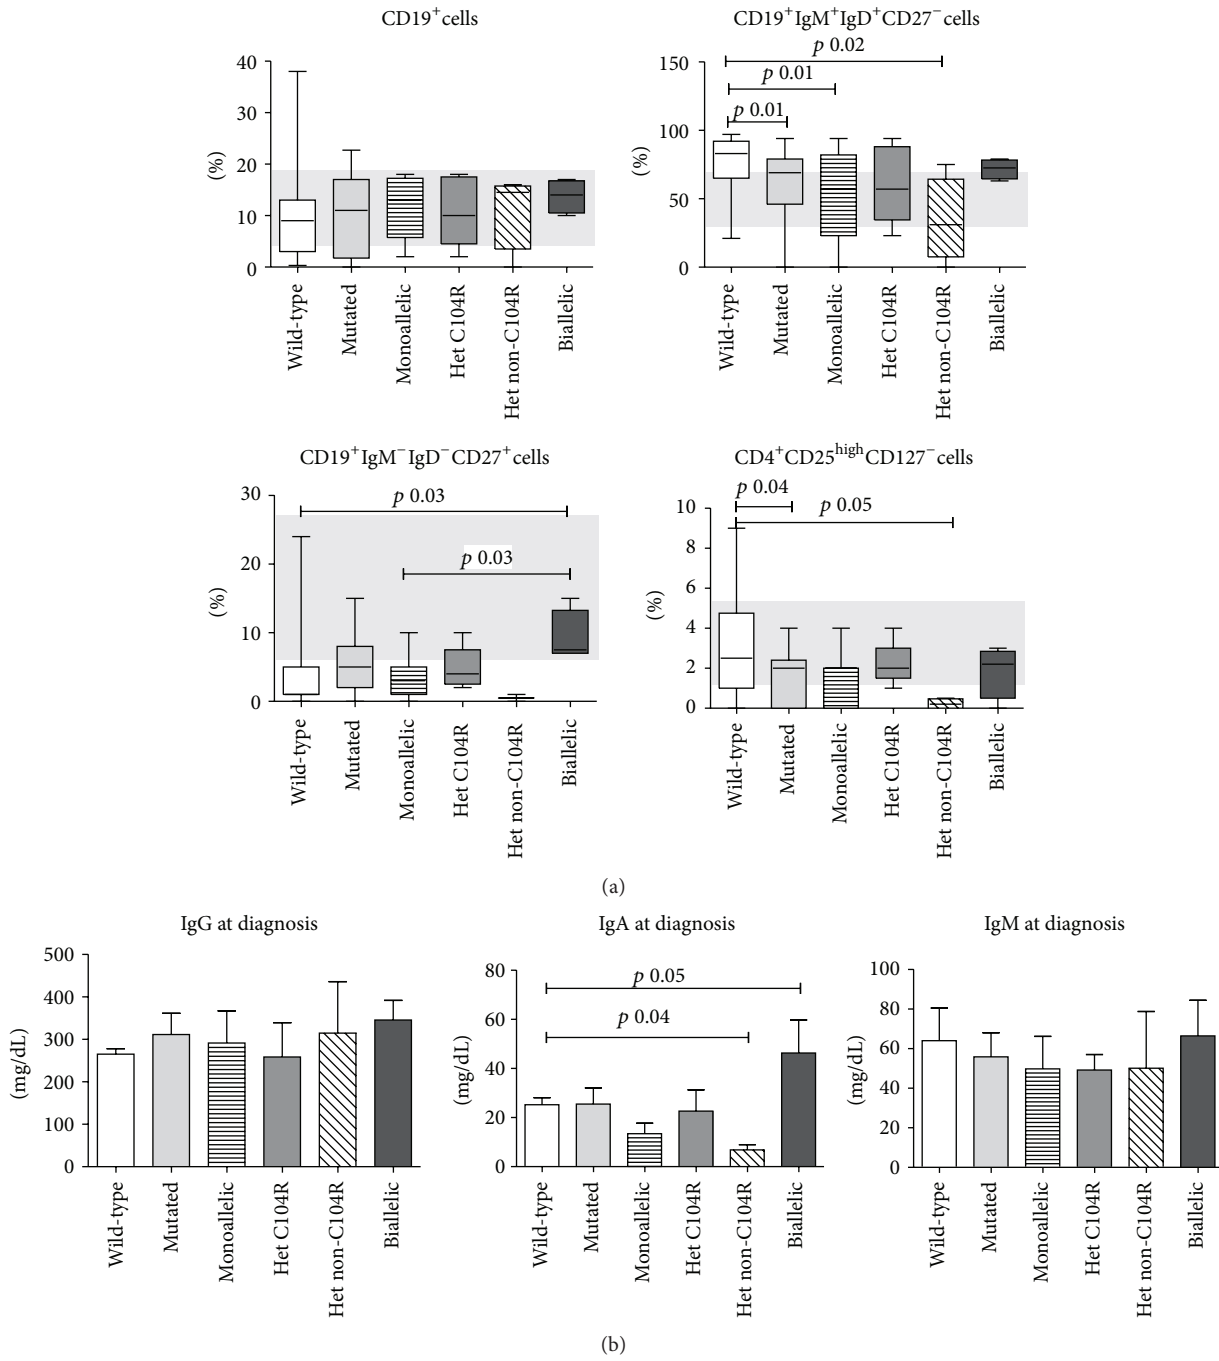 CD19⁺cells
(%)
40
30
20
10
0
Wild-type
Mutated
Monoallelic
Het C104R
Het non-C104R
Biallelic
CD19⁺IgM⁺IgD⁺CD27⁻cells
p 0.02
p 0.01
p 0.01
(%)
150
100
50
0
Wild-type
Mutated
Monoallelic
Het C104R
Het non-C104R
Biallelic
CD19⁺IgM⁻IgD⁻CD27⁺cells
p 0.03
p 0.03
(%)
30
20
10
0
Wild-type
Mutated
Monoallelic
Het C104R
Het non-C104R
Biallelic
CD4⁺CD25ʰⁱᵍʰCD127⁻cells
p 0.04
p 0.05
(%)
10
8
6
4
2
0
Wild-type
Mutated
Monoallelic
Het C104R
Het non-C104R
Biallelic
(a)
IgG at diagnosis
(mg/dL)
500
400
300
200
100
0
Wild-type
Mutated
Monoallelic
Het C104R
Het non-C104R
Biallelic
IgA at diagnosis
p 0.05
p 0.04
(mg/dL)
80
60
40
20
0
Wild-type
Mutated
Monoallelic
Het C104R
Het non-C104R
Biallelic
IgM at diagnosis
(mg/dL)
100
80
60
40
20
0
Wild-type
Mutated
Monoallelic
Het C104R
Het non-C104R
Biallelic
(b)